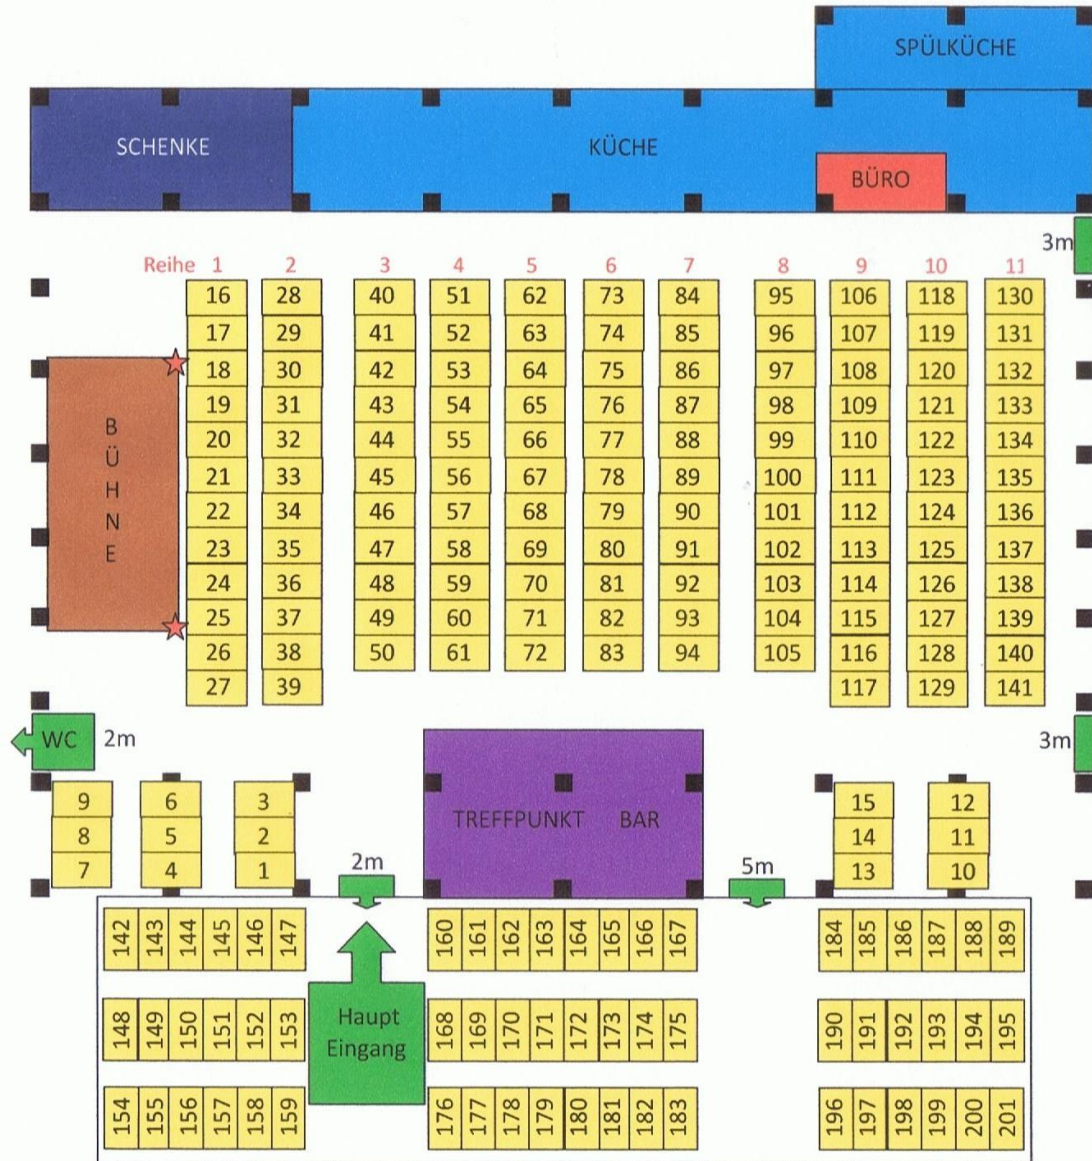 SPÜLKÜCHE
SCHENKE
KÜCHE
BÜRO
3m
Reihe 1 2 3 4 5 6 7 8 9 10 11
16 28 40 51 62 73 84 95 106 118 130
17 29 41 52 63 74 85 96 107 119 131
18 30 42 53 64 75 86 97 108 120 132
19 31 43 54 65 76 87 98 109 121 133
20 32 44 55 66 77 88 99 110 122 134
21 33 45 56 67 78 89 100 111 123 135
22 34 46 57 68 79 90 101 112 124 136
23 35 47 58 69 80 91 102 113 125 137
24 36 48 59 70 81 92 103 114 126 138
25 37 49 60 71 82 93 104 115 127 139
26 38 50 61 72 83 94 105 116 128 140
27 39 117 129 141
BÜHNE
WC 2m
3m
9 6 3
8 5 2
7 4 1
TREFFPUNKT BAR
15 12
14 11
13 10
2m
5m
142 143 144 145 146 147 160 161 162 163 164 165 166 167 184 185 186 187 188 189
Haupt
Eingang
148 149 150 151 152 153 168 169 170 171 172 173 174 175 190 191 192 193 194 195
154 155 156 157 158 159 176 177 178 179 180 181 182 183 196 197 198 199 200 201